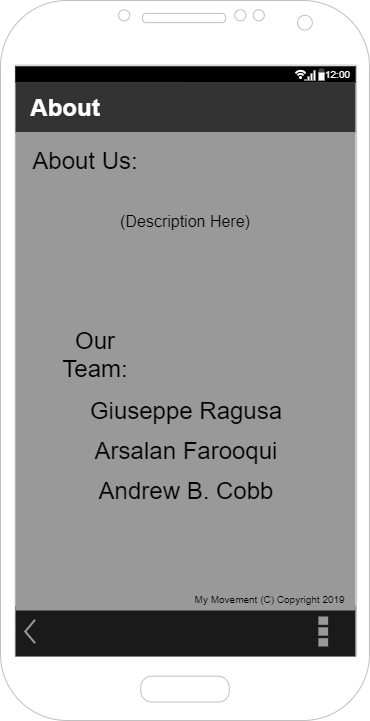 12:00
About
About Us:
(Description Here)
Our
Team:
Giuseppe Ragusa
Arsalan Farooqui
Andrew B. Cobb
My Movement (C) Copyright 2019